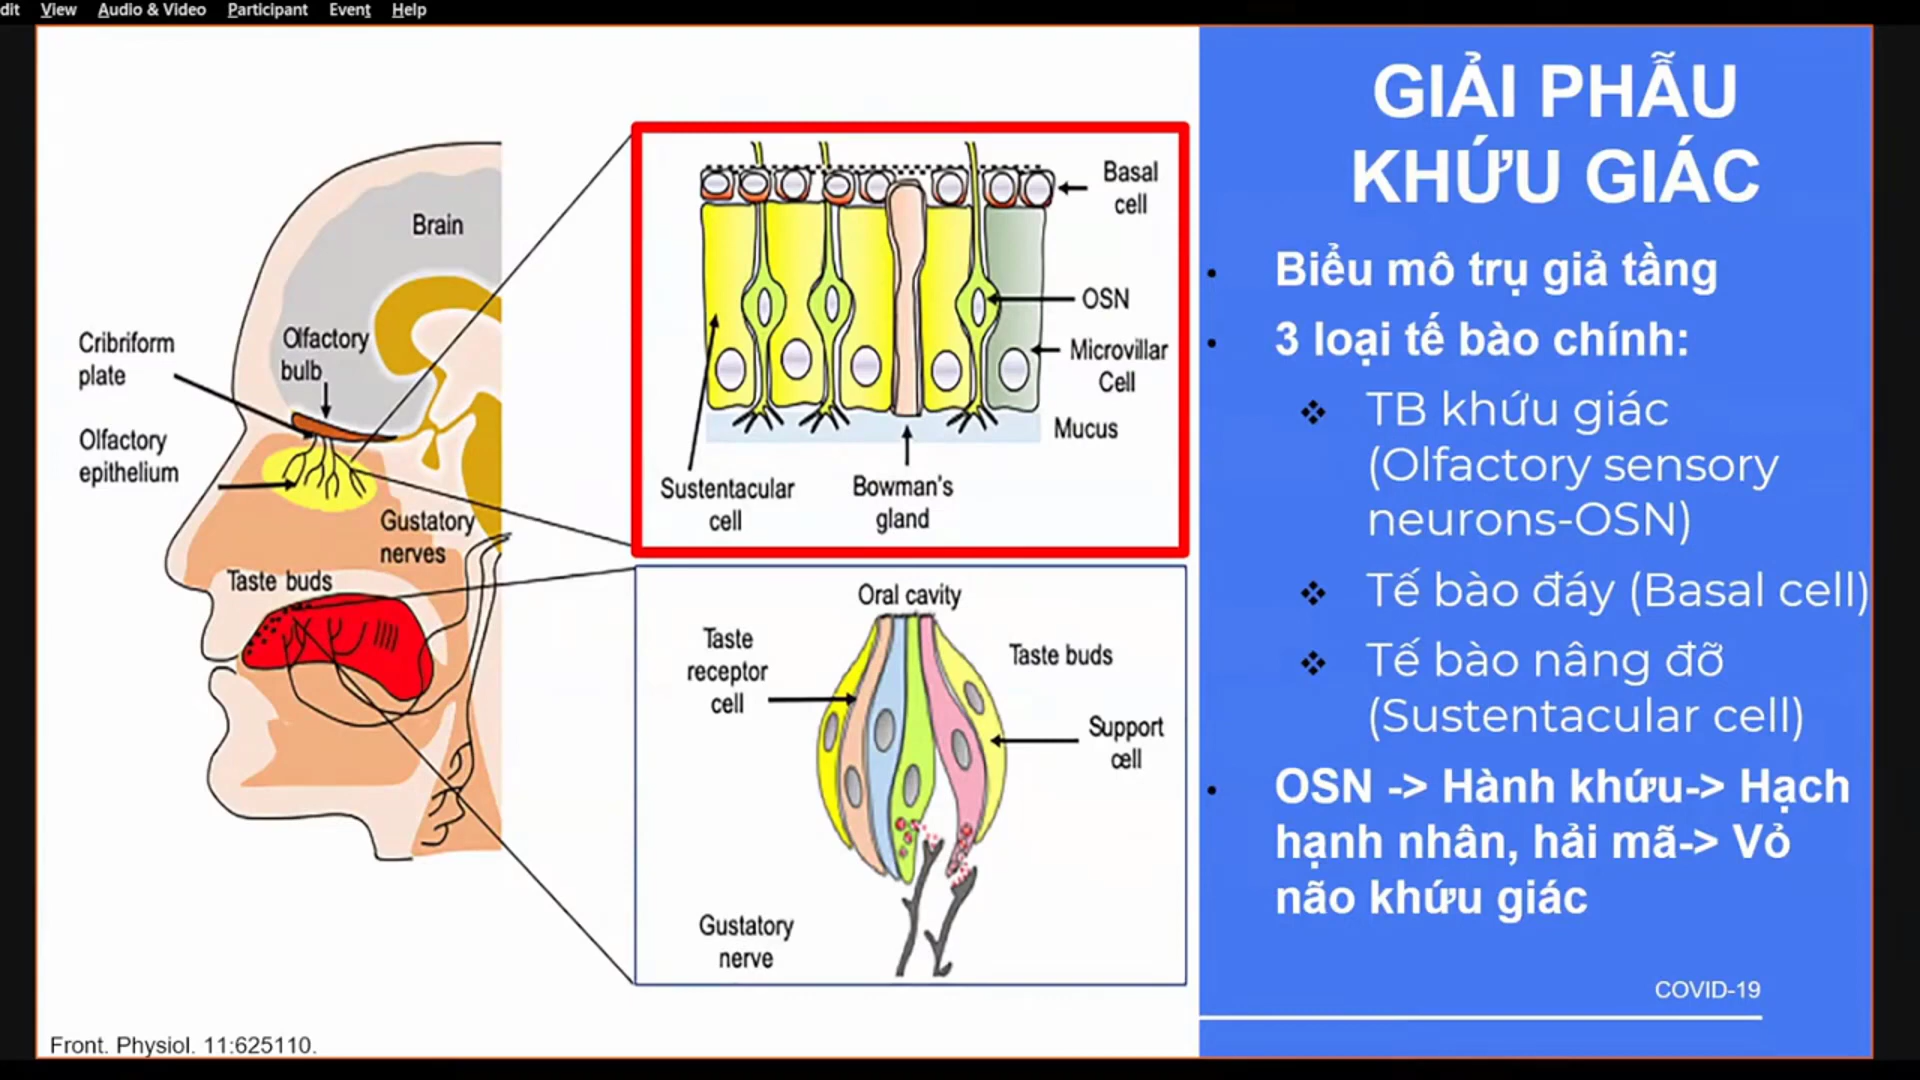 dit View Audio & Video Participant Event Help
GIẢI PHẪU
KHỨU GIÁC
Biểu mô trụ giả tầng
3 loại tế bào chính:
TB khứu giác
(Olfactory sensory
neurons-OSN)
Tế bào đáy (Basal cell)
Tế bào nâng đỡ
(Sustentacular cell)
OSN -> Hành khứu-> Hạch
hạnh nhân, hải mã-> Vỏ
não khứu giác
COVID-19
Brain
Cribriform
plate
Olfactory
bulb
Olfactory
epithelium
Gustatory
nerves
Taste buds
Basal
cell
OSN
Microvillar
Cell
Mucus
Sustentacular
cell
Bowman's
gland
Oral cavity
Taste
receptor
cell
Taste buds
Support
cell
Gustatory
nerve
Front. Physiol. 11:625110.